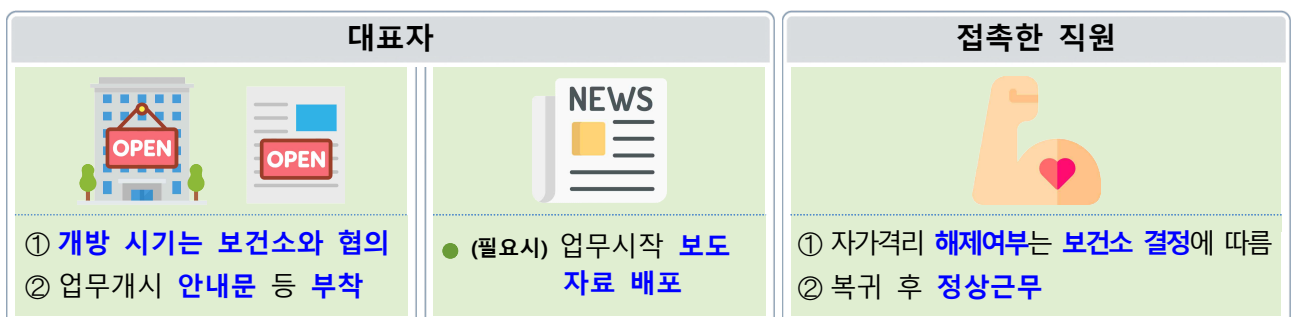 대표자
OPEN
OPEN
① 개방 시기는 보건소와 협의
② 업무개시 안내문 등 부착
NEWS
● (필요시) 업무시작 보도
자료 배포
접촉한 직원
① 자가격리 해제여부는 보건소 결정에 따름
② 복귀 후 정상근무